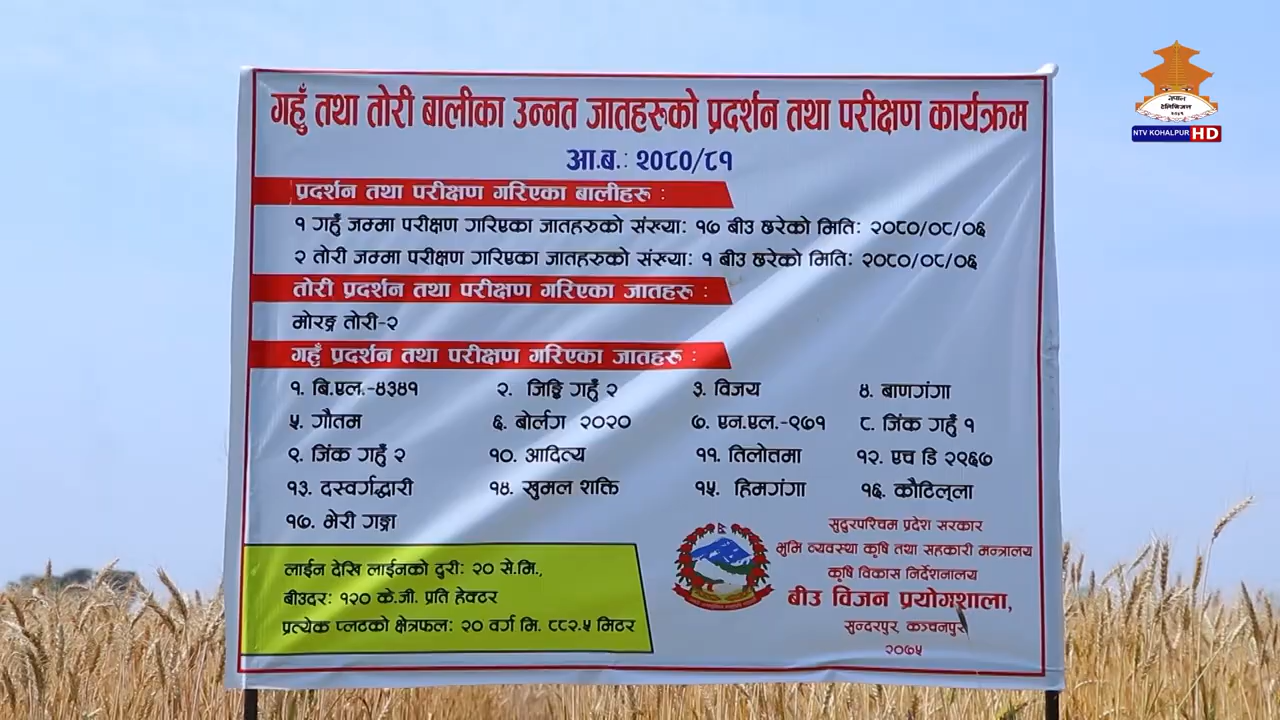 गहुँ तथा तोरी बालीका उन्नत जातहरुको प्रदर्शन तथा परीक्षण कार्यक्रम
आ.ब.: २०८०/८१
प्रदर्शन तथा परीक्षण गरिएका बालीहरु :
१ गहुँ जम्मा परीक्षण गरिएका जातहरुको संख्या: १७ बीउ छरेको मिति: २०८०/०८/०६
२ तोरी जम्मा परीक्षण गरिएका जातहरुको संख्या: १ बीउ छरेको मिति: २०८०/०८/०६
तोरी प्रदर्शन तथा परीक्षण गरिएका जातहरु :
मोरङ्ग तोरी-२
गहुँ प्रदर्शन तथा परीक्षण गरिएका जातहरु :
१. बि.एल.-४३४१ २. जिङ्कि गहुँ २ ३. विजय ४. बाणगंगा
५. गौतम ६. बोर्लग २०२० ७. एन.एल.-९७१ ८. जिंक गहुँ १
९. जिंक गहुँ २ १०. आदित्य ११. तिलोत्तमा १२. एच डि २९६७
१३. दस्वर्गद्धारी १४. खुमल शक्ति १५. हिमगंगा १६. कौटिल्ला
१७. भेरी गङ्गा
लाईन देखि लाईनको दुरी: २० से.मि.,
बीउदर: १२० के.जी. प्रति हेक्टर
प्रत्येक प्लटको क्षेत्रफल: २० वर्ग मि. ८८२.५ मिटर
सुदुरपश्चिम प्रदेश सरकार
भूमि व्यवस्था कृषि तथा सहकारी मन्त्रालय
कृषि विकास निर्देशनालय
बीउ विजन प्रयोगशाला,
सुन्दरपुर, कञ्चनपुर
२०७५
नेपाल
टेलिभिजन
NTV KOHALPUR HD